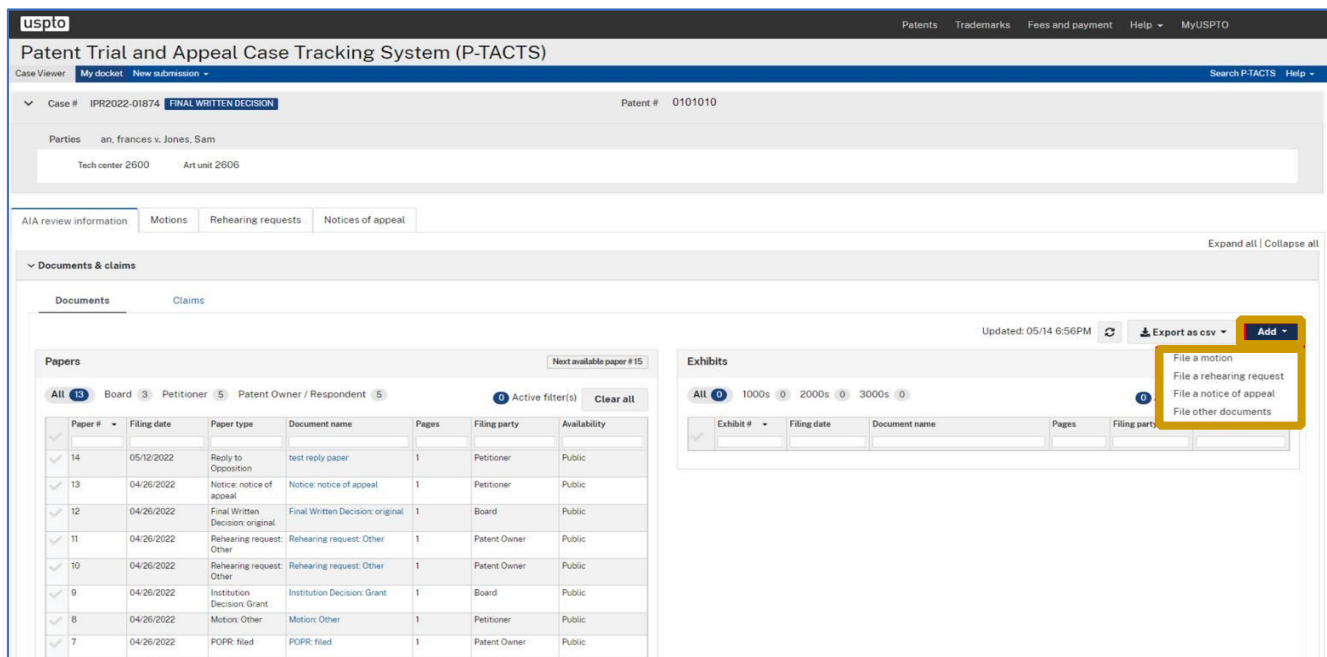 uspto
Patents Trademarks Fees and payment Help MyUSPTO
Patent Trial and Appeal Case Tracking System (P-TACTS)
Case Viewer My docket New submission Search P-TACTS Help
Case # IPR2022-01874 FINAL WRITTEN DECISION Patent # 0101010
Parties an, frances v. Jones, Sam
Tech center 2600 Art unit 2606
AIA review information Motions Rehearing requests Notices of appeal
Expand all | Collapse all
Documents & claims
Documents Claims
Updated: 05/14 6:56PM Export as csv Add
File a motion
File a rehearing request
File a notice of appeal
File other documents
Papers Next available paper #15
All 13 Board 3 Petitioner 5 Patent Owner / Respondent 5 0 Active filter(s) Clear all
Paper # Filing date Paper type Document name Pages Filing party Availability
14 05/12/2022 Reply to Opposition test reply paper 1 Petitioner Public
13 04/26/2022 Notice: notice of appeal Notice: notice of appeal 1 Petitioner Public
12 04/26/2022 Final Written Decision: original Final Written Decision: original 1 Board Public
11 04/26/2022 Rehearing request: Other Rehearing request: Other 1 Patent Owner Public
10 04/26/2022 Rehearing request: Other Rehearing request: Other 1 Patent Owner Public
9 04/26/2022 Institution Decision: Grant Institution Decision: Grant 1 Board Public
8 04/26/2022 Motion: Other Motion: Other 1 Petitioner Public
7 04/26/2022 POPR: filed POPR: filed 1 Patent Owner Public
Exhibits
All 0 1000s 0 2000s 0 3000s 0 0
Exhibit # Filing date Document name Pages Filing party